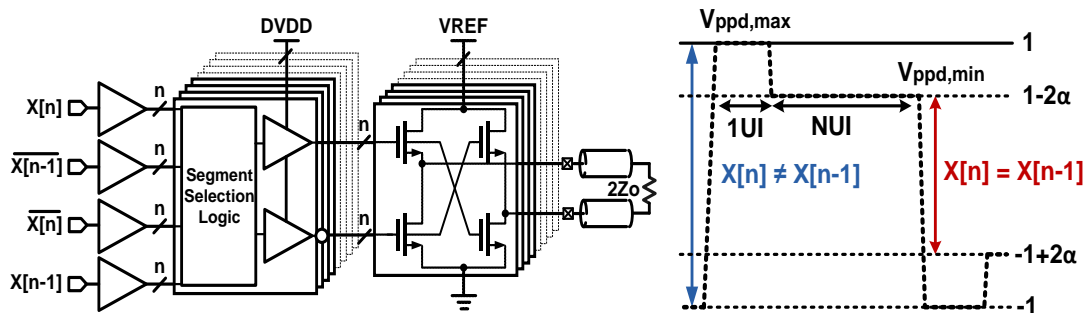 DVDD
VREF
X[n]
n
X[n-1]
n
X[n]
n
X[n-1]
n
Segment
Selection
Logic
n
n
2Zo
Vppd,max
1
Vppd,min
1-2α
1UI
NUI
X[n] ≠ X[n-1]
X[n] = X[n-1]
-1+2α
-1